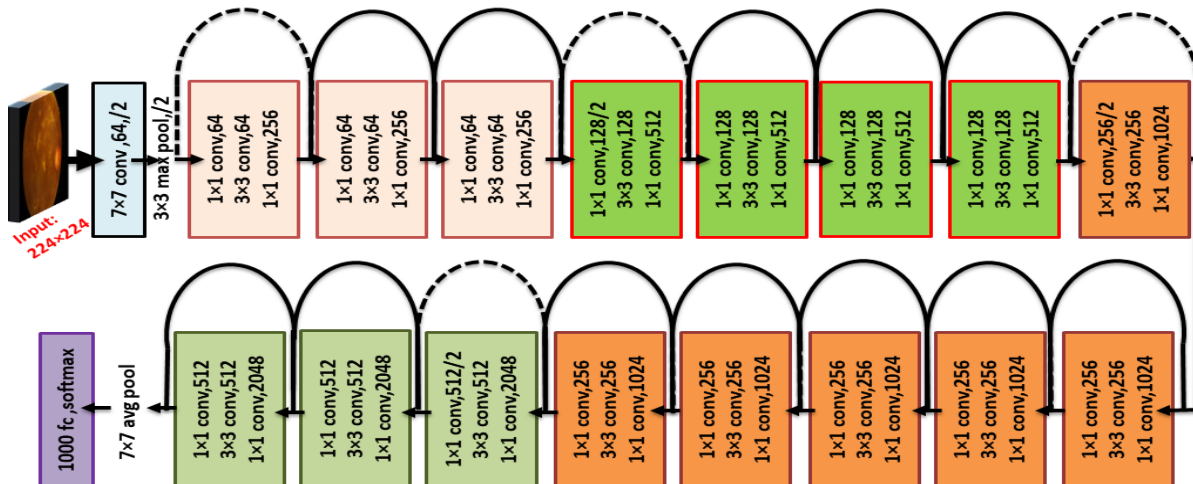 Input:
224×224
7×7 conv,64,/2
3×3 max pool,/2
1×1 conv,64
3×3 conv,64
1×1 conv,256
1×1 conv,64
3×3 conv,64
1×1 conv,256
1×1 conv,64
3×3 conv,64
1×1 conv,256
1×1 conv,128/2
3×3 conv,128
1×1 conv,512
1×1 conv,128
3×3 conv,128
1×1 conv,512
1×1 conv,128
3×3 conv,128
1×1 conv,512
1×1 conv,128
3×3 conv,128
1×1 conv,512
1×1 conv,256/2
3×3 conv,256
1×1 conv,1024
1×1 conv,256
3×3 conv,256
1×1 conv,1024
1×1 conv,256
3×3 conv,256
1×1 conv,1024
1×1 conv,256
3×3 conv,256
1×1 conv,1024
1×1 conv,256
3×3 conv,256
1×1 conv,1024
1×1 conv,256
3×3 conv,256
1×1 conv,1024
1×1 conv,512/2
3×3 conv,512
1×1 conv,2048
1×1 conv,512
3×3 conv,512
1×1 conv,2048
1×1 conv,512
3×3 conv,512
1×1 conv,2048
7×7 avg pool
1000 fc ,softmax